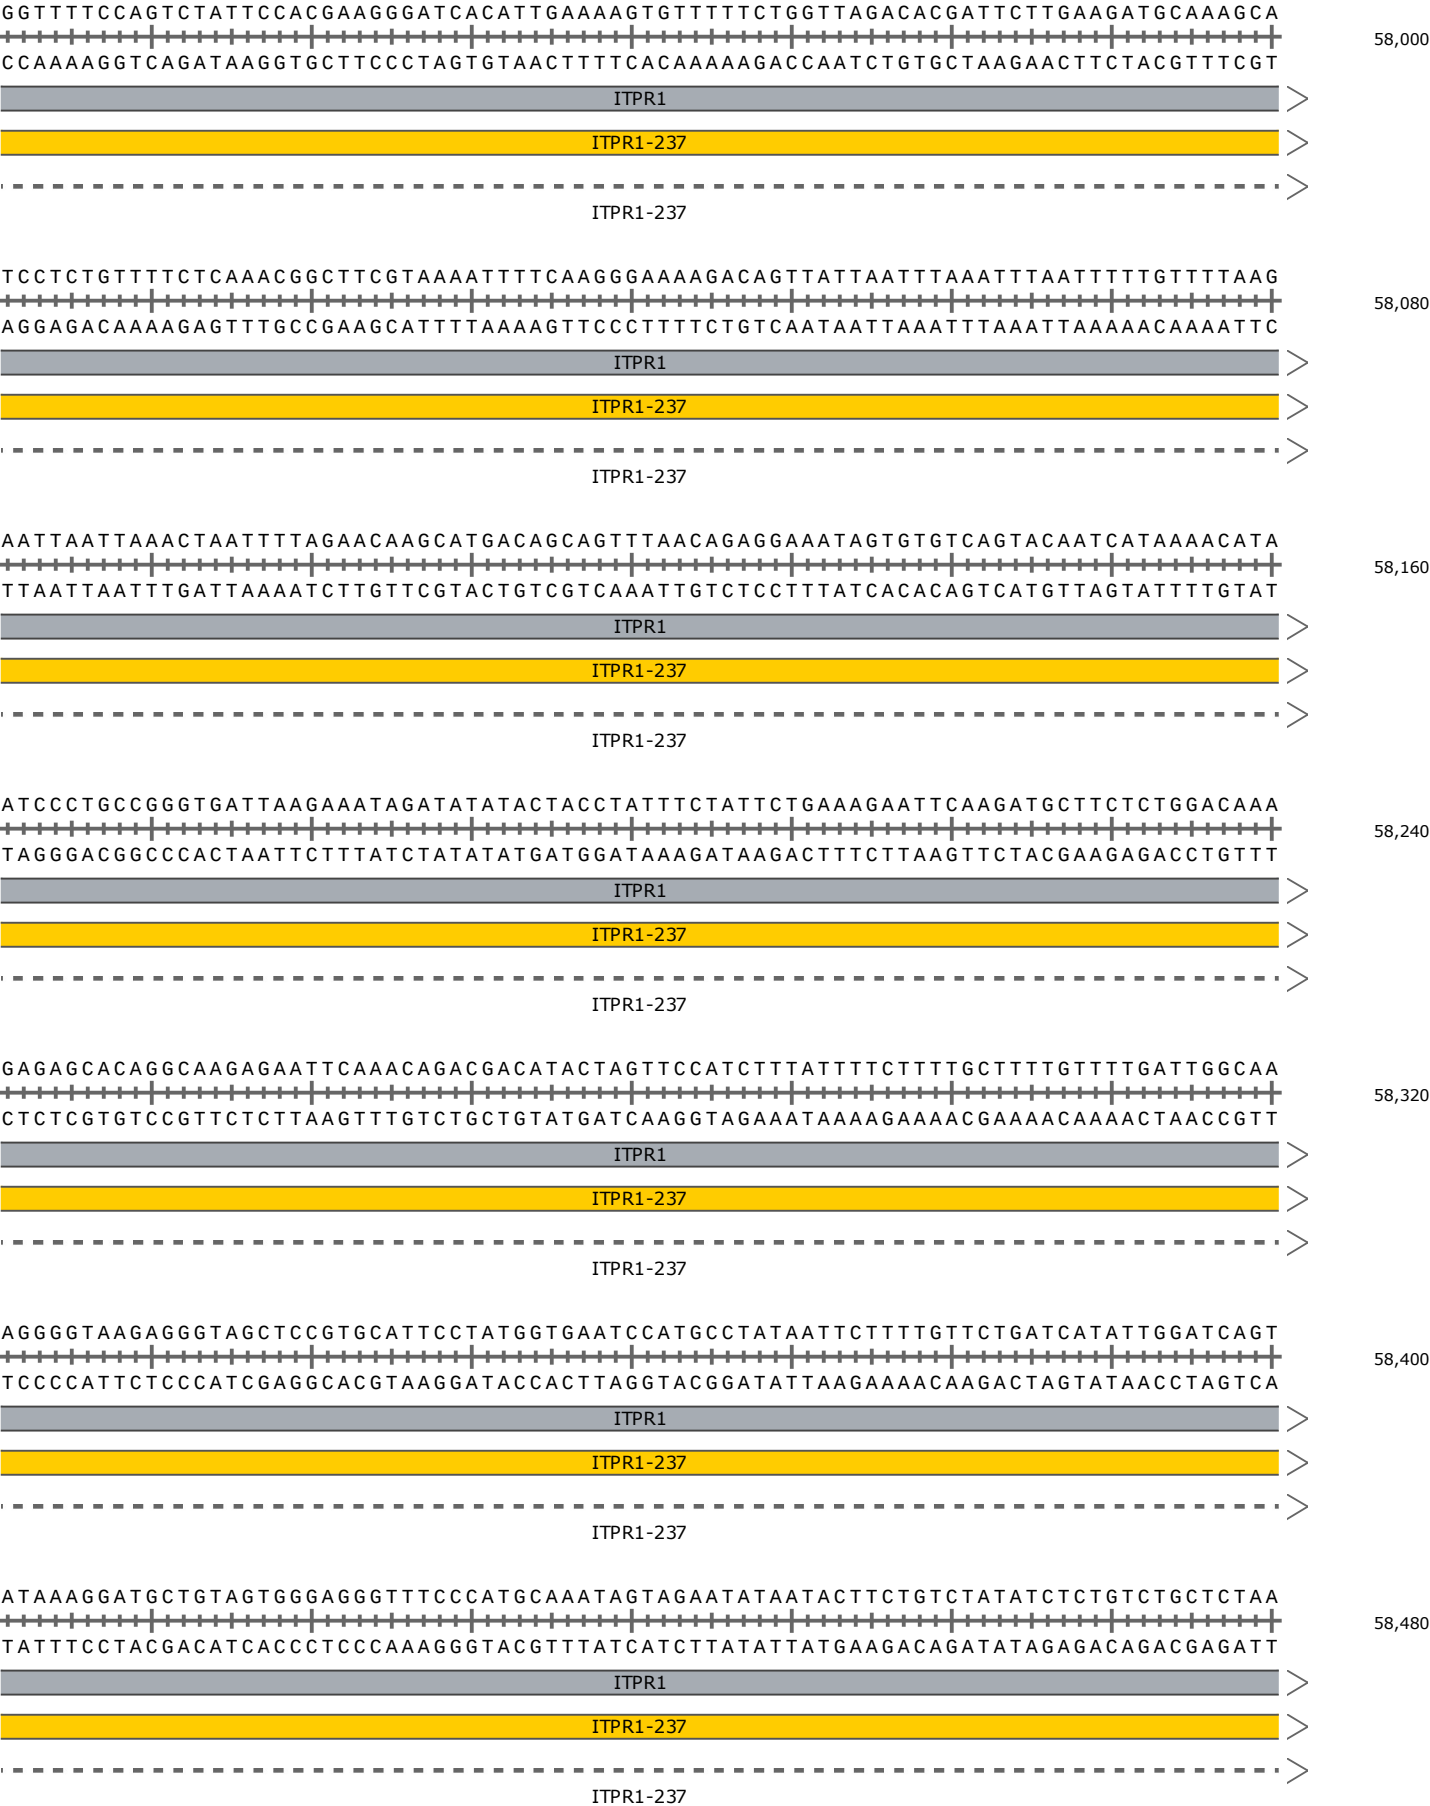 GGTTTTCCAGTCTATTCCACGAAGGGATCACATTGAAAAGTGTTTTTCTGGTTAGACACGATTCTTGAAGATGCAAAGCA
58,000
CCAAAAGGTCAGATAAGGTGCTTCCCTAGTGTAACTTTTCACAAAAAGACCAATCTGTGCTAAGAACTTCTACGTTTCGT
ITPR1
ITPR1-237
ITPR1-237
TCCTCTGTTTTCTCAAACGGCTTCGTAAAATTTTCAAGGGAAAAGACAGTTATTAATTTAAATTTAATTTTTGTTTTAAG
58,080
AGGAGACAAAAGAGTTTGCCGAAGCATTTTAAAAGTTCCCTTTTCTGTCAATAATTAAATTTAAATTAAAAACAAAATTC
ITPR1
ITPR1-237
ITPR1-237
AATTAATTAAACTAATTTTAGAACAAGCATGACAGCAGTTTAACAGAGGAAATAGTGTGTCAGTACAATCATAAAACATA
58,160
TTAATTAATTTGATTAAAATCTTGTTCGTACTGTCGTCAAATTGTCTCCTTTATCACACAGTCATGTTAGTATTTTGTAT
ITPR1
ITPR1-237
ITPR1-237
ATCCCTGCCGGGTGATTAAGAAATAGATATATACTACCTATTTCTATTCTGAAAGAATTCAAGATGCTTCTCTGGACAAA
58,240
TAGGGACGGCCCACTAATTCTTTATCTATATATGATGGATAAAGATAAGACTTTCTTAAGTTCTACGAAGAGACCTGTTT
ITPR1
ITPR1-237
ITPR1-237
GAGAGCACAGGCAAGAGAATTCAAACAGACGACATACTAGTTCCATCTTTATTTTCTTTTGCTTTTGTTTTGATTGGCAA
58,320
CTCTCGTGTCCGTTCTCTTAAGTTTGTCTGCTGTATGATCAAGGTAGAAATAAAAGAAAACGAAAACAAAACTAACCGTT
ITPR1
ITPR1-237
ITPR1-237
AGGGGTAAGAGGGTAGCTCCGTGCATTCCTATGGTGAATCCATGCCTATAATTCTTTTGTTCTGATCATATTGGATCAGT
58,400
TCCCCATTCTCCCATCGAGGCACGTAAGGATACCACTTAGGTACGGATATTAAGAAAACAAGACTAGTATAACCTAGTCA
ITPR1
ITPR1-237
ITPR1-237
ATAAAGGATGCTGTAGTGGGAGGGTTTCCCATGCAAATAGTAGAATATAATACTTCTGTCTATATCTCTGTCTGCTCTAA
58,480
TATTTCCTACGACATCACCCTCCCAAAGGGTACGTTTATCATCTTATATTATGAAGACAGATATAGAGACAGACGAGATT
ITPR1
ITPR1-237
ITPR1-237